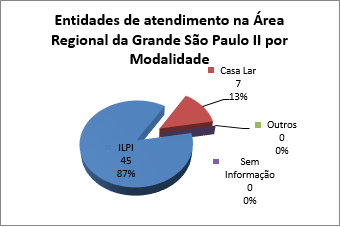 Entidades de atendimento na Área
Regional da Grande São Paulo II por
Modalidade
Casa Lar
7
13%
Outros
0
0%
Sem
Informação
0
0%
ILPI
45
87%